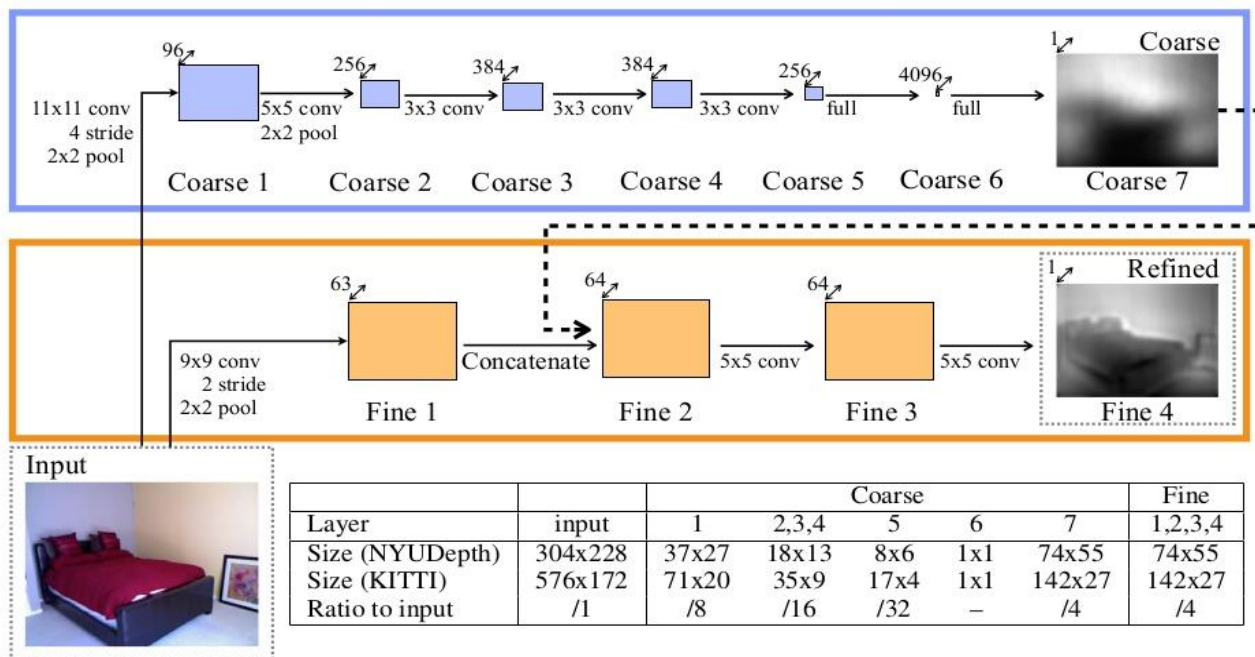 96
11x11 conv
4 stride
2x2 pool
Coarse 1
5x5 conv
2x2 pool
256
Coarse 2
3x3 conv
384
Coarse 3
3x3 conv
384
Coarse 4
3x3 conv
256
Coarse 5
full
4096
Coarse 6
full
1
Coarse
Coarse 7
9x9 conv
2 stride
2x2 pool
63
Fine 1
Concatenate
64
Fine 2
5x5 conv
64
Fine 3
5x5 conv
1
Refined
Fine 4
Input
Coarse Fine
Layer input 1 2,3,4 5 6 7 1,2,3,4
Size (NYUDepth) 304x228 37x27 18x13 8x6 1x1 74x55 74x55
Size (KITTI) 576x172 71x20 35x9 17x4 1x1 142x27 142x27
Ratio to input /1 /8 /16 /32 – /4 /4